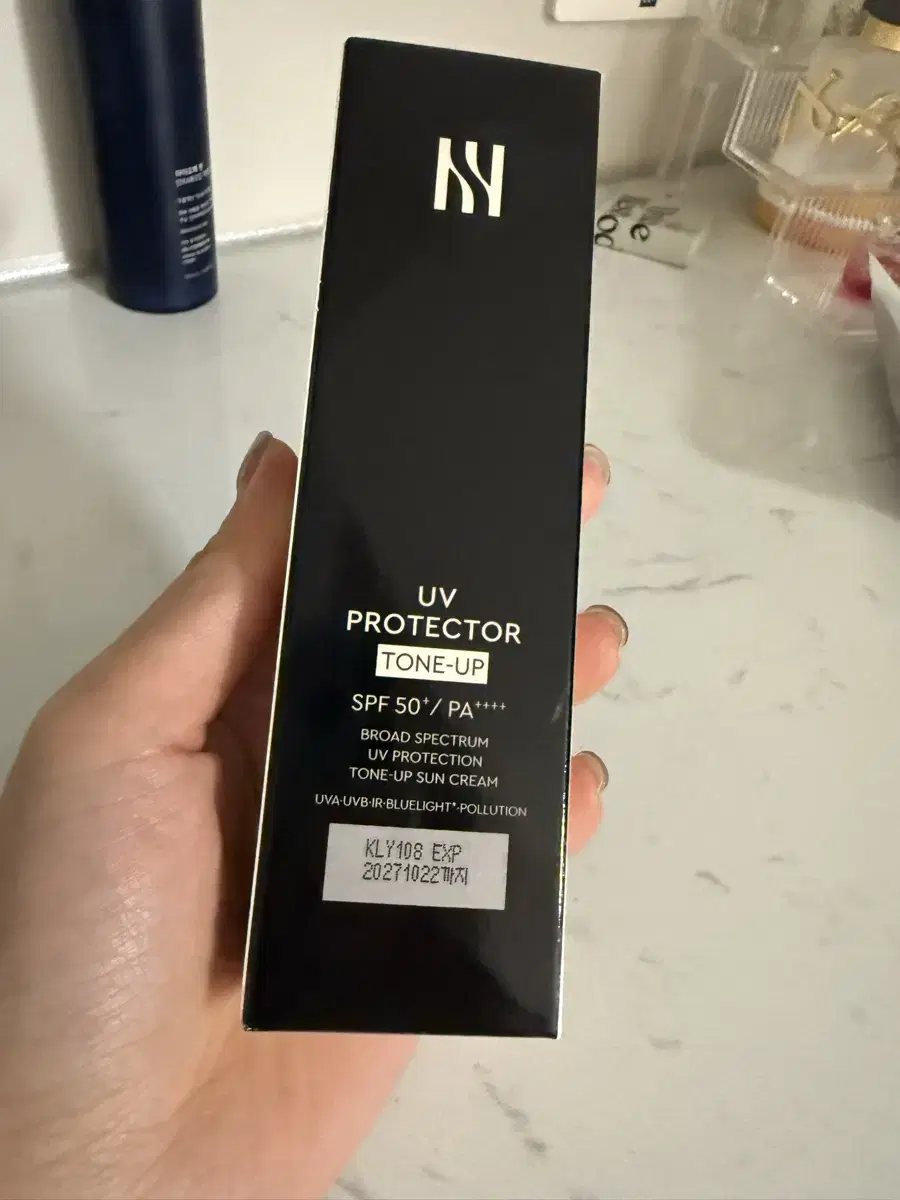 UV
PROTECTOR
TONE-UP
SPF 50+/ PA++++
BROAD SPECTRUM
UV PROTECTION
TONE-UP SUN CREAM
UVA·UVB·IR·BLUELIGHT*·POLLUTION
KLY108 EXP
20271022까지